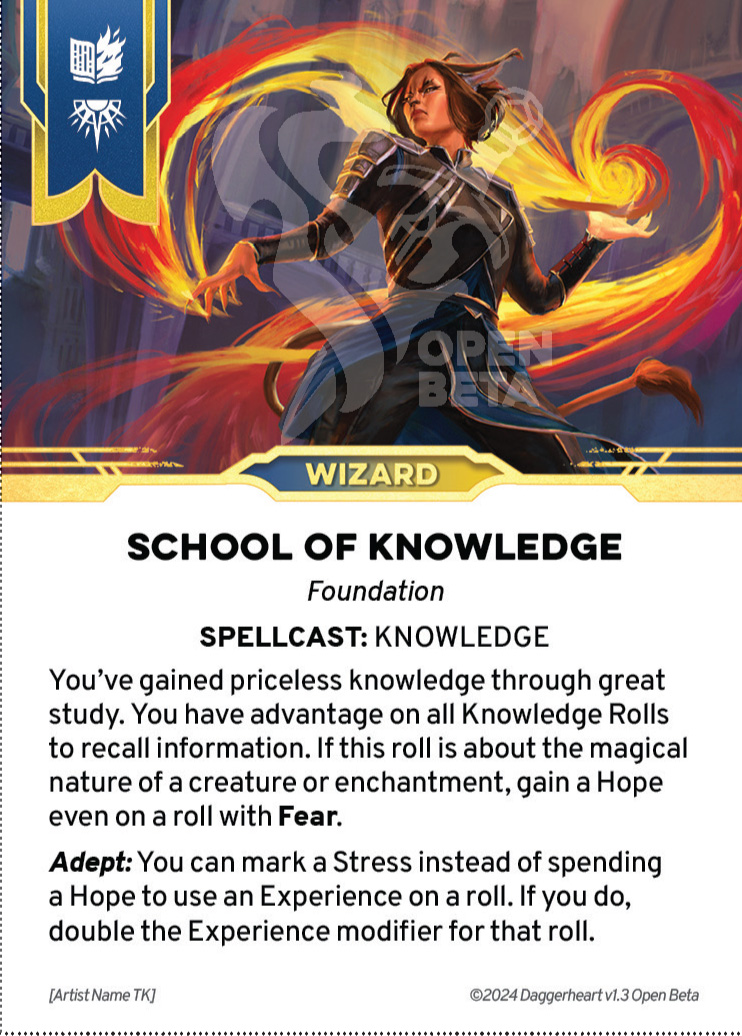 OPEN
BETA
WIZARD
SCHOOL OF KNOWLEDGE
Foundation
SPELLCAST: KNOWLEDGE
You’ve gained priceless knowledge through great
study. You have advantage on all Knowledge Rolls
to recall information. If this roll is about the magical
nature of a creature or enchantment, gain a Hope
even on a roll with Fear.
Adept: You can mark a Stress instead of spending
a Hope to use an Experience on a roll. If you do,
double the Experience modifier for that roll.
[Artist Name TK]
©2024 Daggerheart v1.3 Open Beta